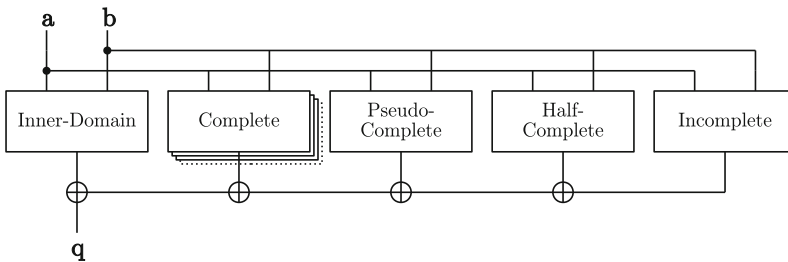 a b
Inner-Domain
Complete
Pseudo-
Complete
Half-
Complete
Incomplete
q